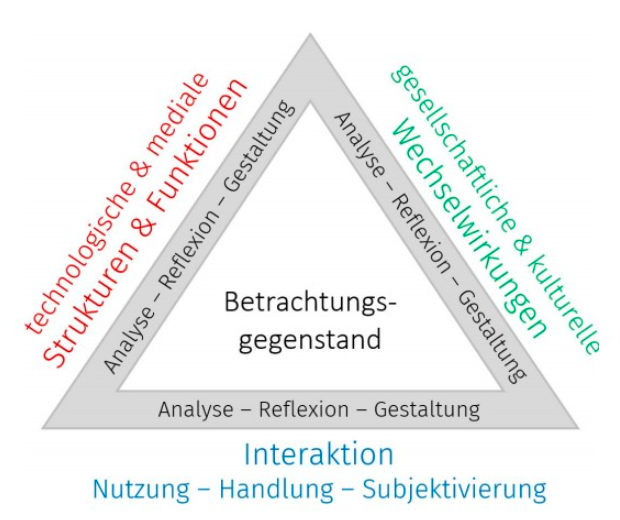 technologische & mediale
Strukturen & Funktionen
Analyse – Reflexion – Gestaltung
gesellschaftliche & kulturelle
Wechselwirkungen
Analyse – Reflexion – Gestaltung
Betrachtungs-
gegenstand
Analyse – Reflexion – Gestaltung
Interaktion
Nutzung – Handlung – Subjektivierung